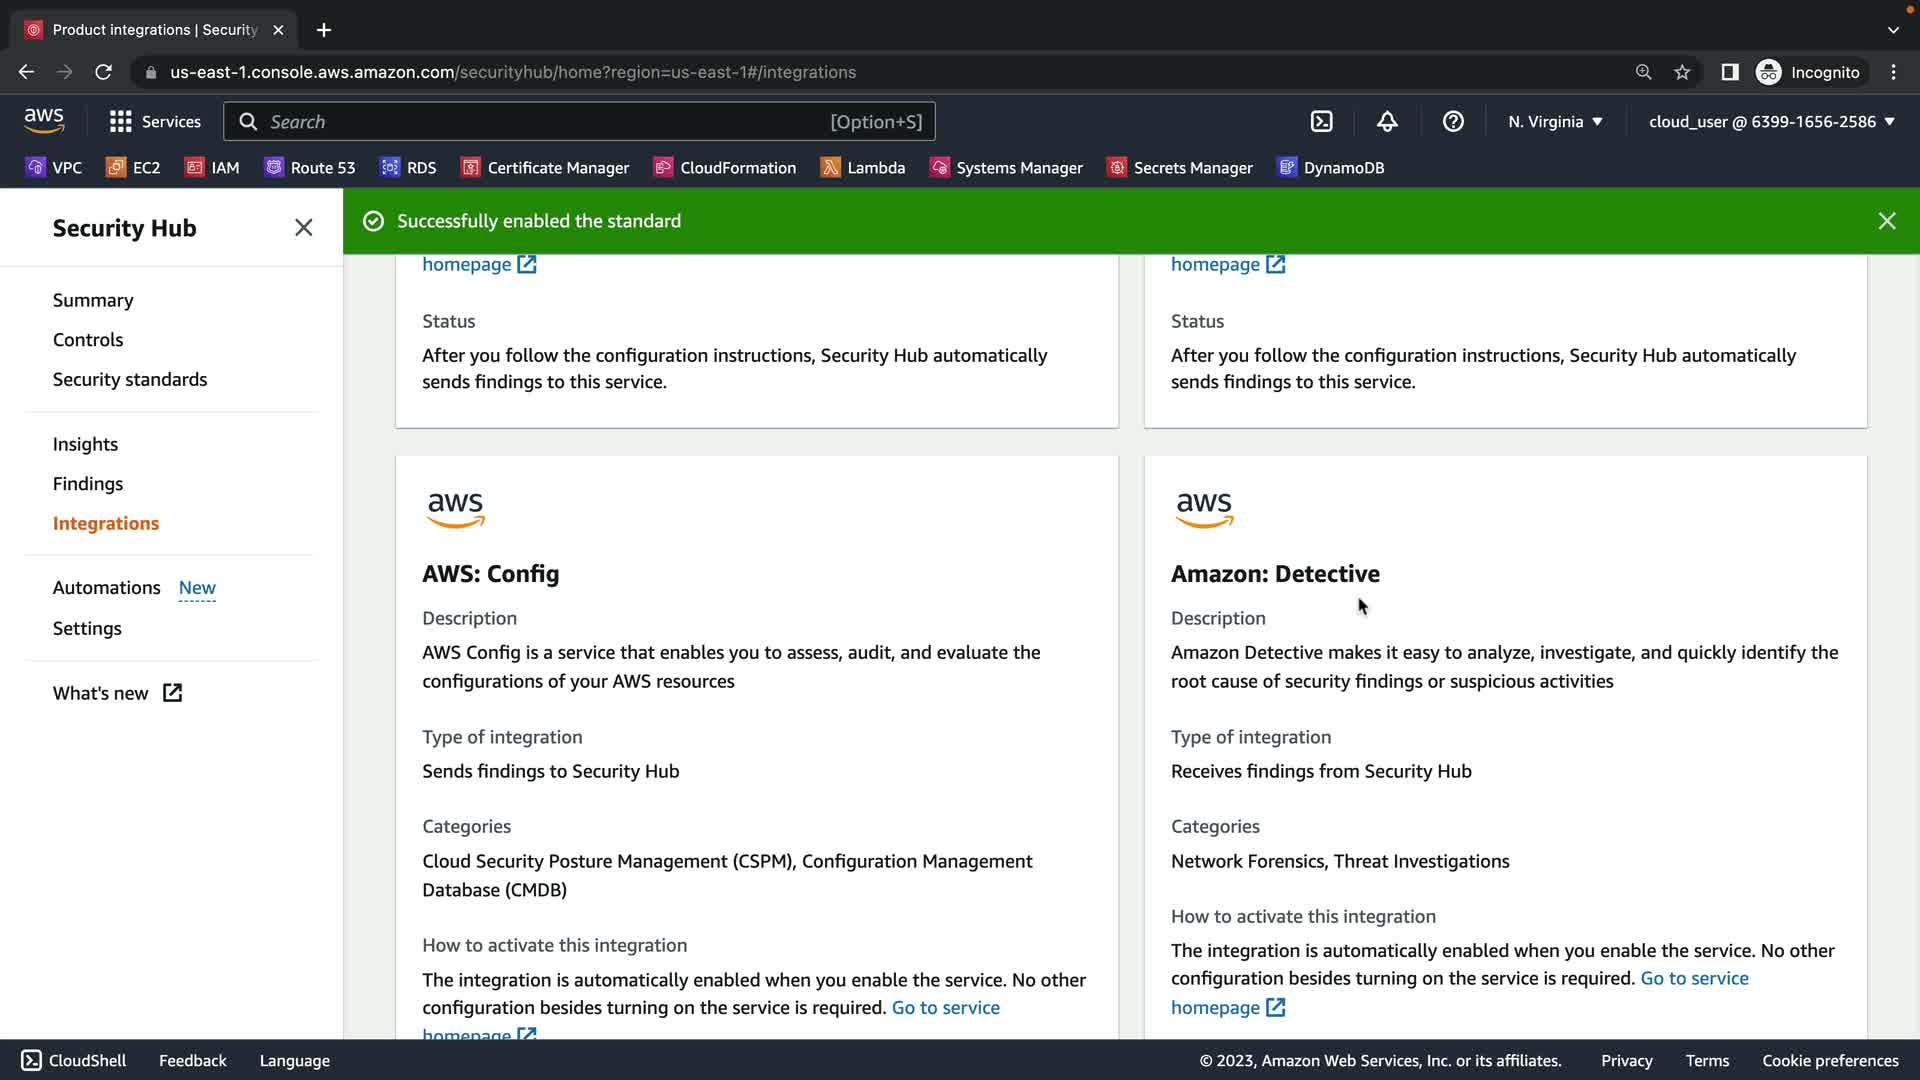 Product integrations | Security
us-east-1.console.aws.amazon.com/securityhub/home?region=us-east-1#/integrations
Incognito
aws
Services
Search
[Option+S]
N. Virginia
cloud_user @ 6399-1656-2586
VPC
EC2
IAM
Route 53
RDS
Certificate Manager
CloudFormation
Lambda
Systems Manager
Secrets Manager
DynamoDB
Security Hub
Summary
Controls
Security standards
Insights
Findings
Integrations
Automations New
Settings
What's new
Successfully enabled the standard
homepage
Status
After you follow the configuration instructions, Security Hub automatically
sends findings to this service.
homepage
Status
After you follow the configuration instructions, Security Hub automatically
sends findings to this service.
aws
AWS: Config
Description
AWS Config is a service that enables you to assess, audit, and evaluate the
configurations of your AWS resources
Type of integration
Sends findings to Security Hub
Categories
Cloud Security Posture Management (CSPM), Configuration Management
Database (CMDB)
How to activate this integration
The integration is automatically enabled when you enable the service. No other
configuration besides turning on the service is required. Go to service
homepage
aws
Amazon: Detective
Description
Amazon Detective makes it easy to analyze, investigate, and quickly identify the
root cause of security findings or suspicious activities
Type of integration
Receives findings from Security Hub
Categories
Network Forensics, Threat Investigations
How to activate this integration
The integration is automatically enabled when you enable the service. No other
configuration besides turning on the service is required. Go to service
homepage
CloudShell
Feedback
Language
© 2023, Amazon Web Services, Inc. or its affiliates.
Privacy
Terms
Cookie preferences